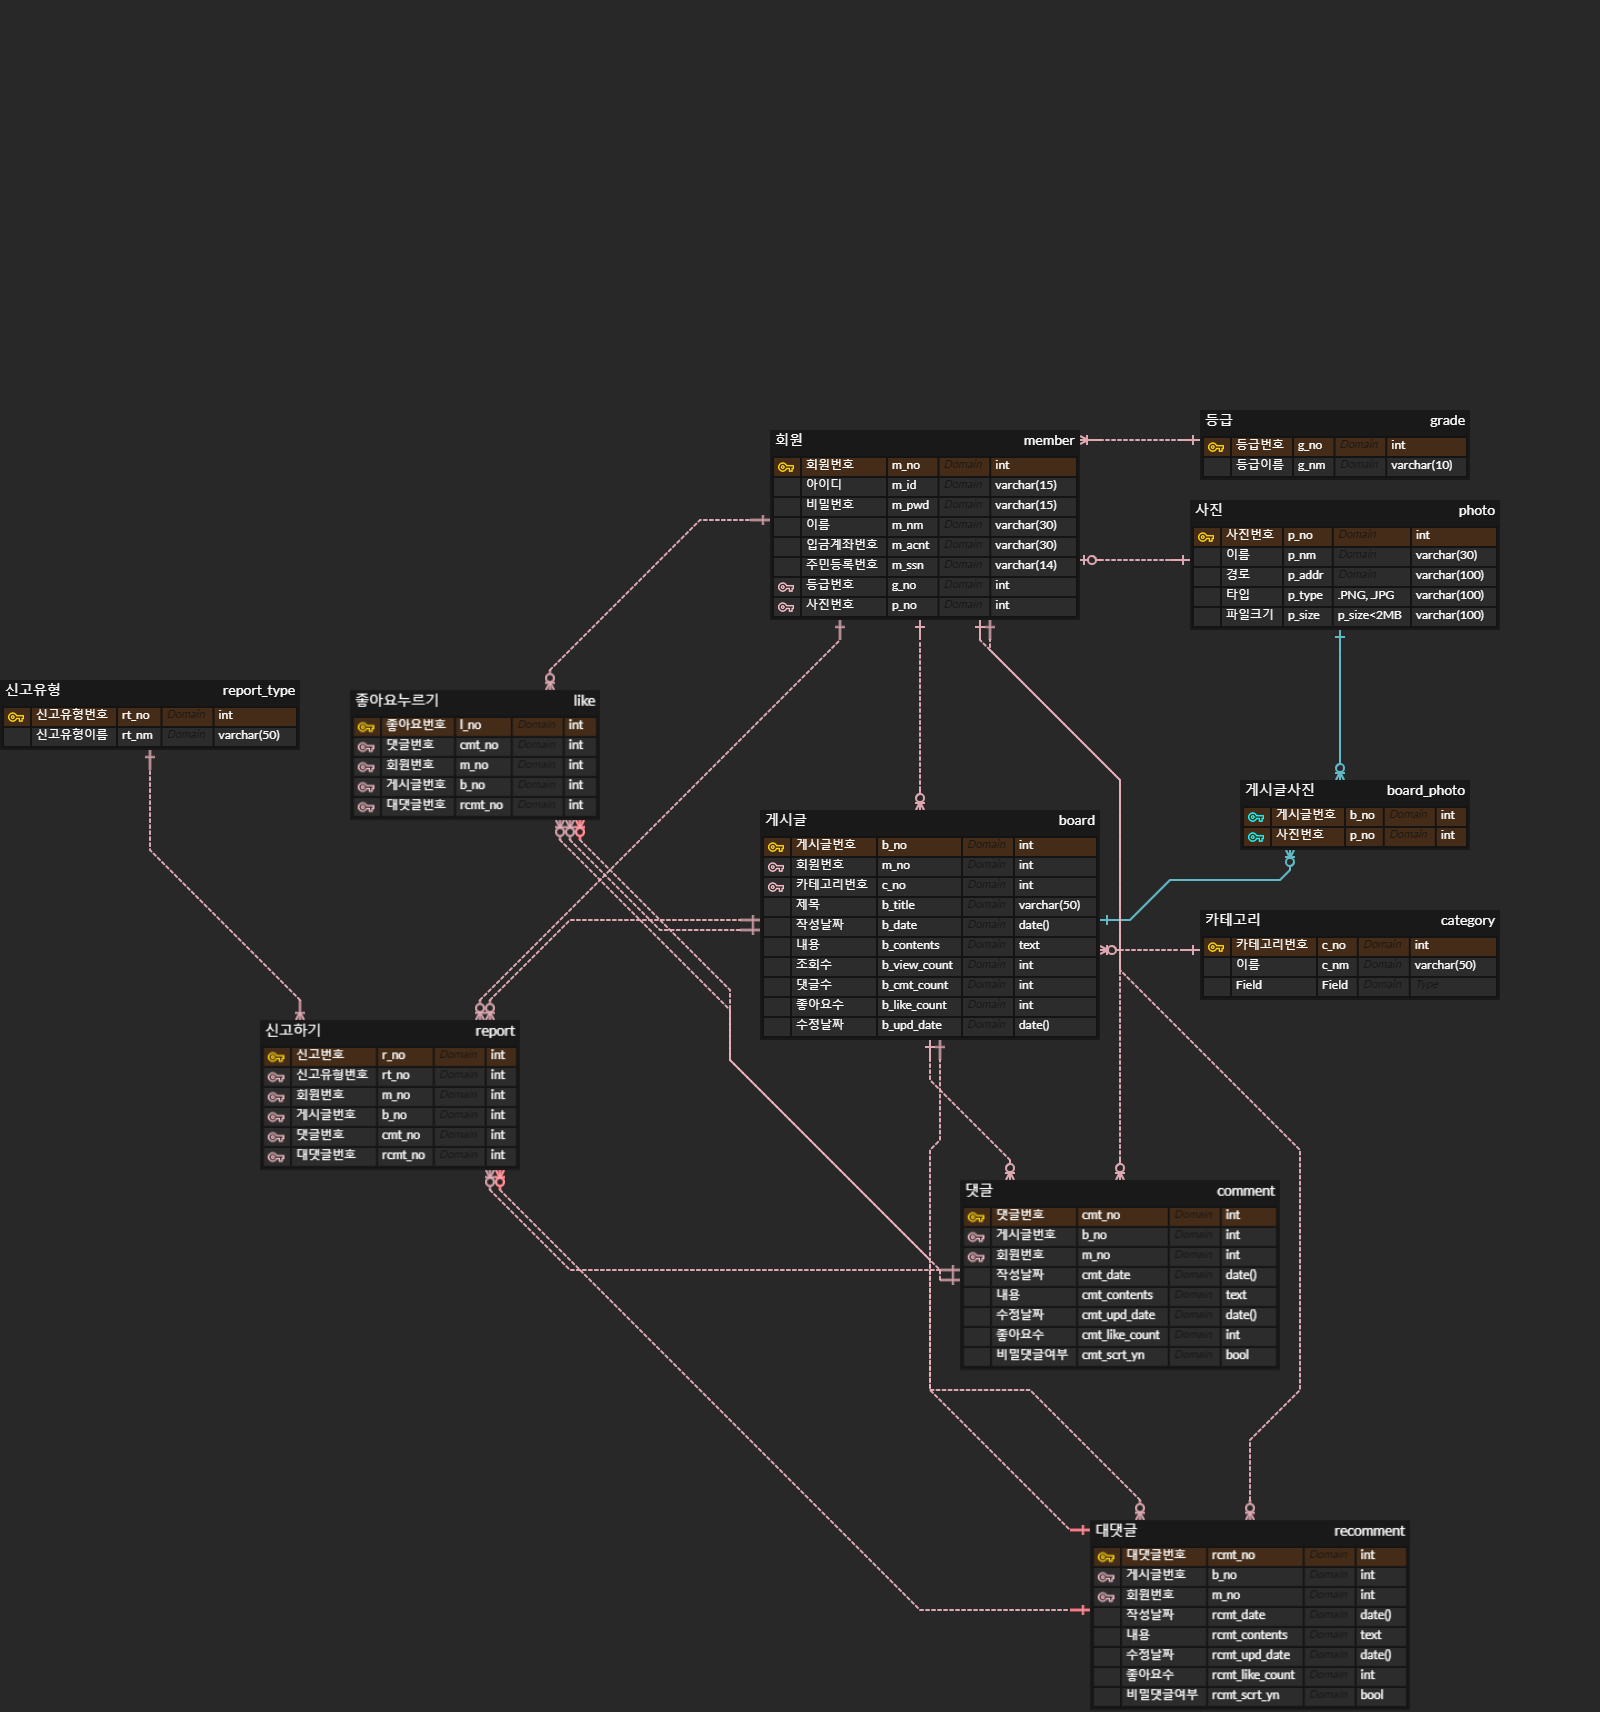 등급 grade
등급번호 g_no Domain int
등급이름 g_nm Domain varchar(10)
회원 member
회원번호 m_no Domain int
아이디 m_id Domain varchar(15)
비밀번호 m_pwd Domain varchar(15)
이름 m_nm Domain varchar(30)
입금계좌번호 m_acnt Domain varchar(30)
주민등록번호 m_ssn Domain varchar(14)
등급번호 g_no Domain int
사진번호 p_no Domain int
사진 photo
사진번호 p_no Domain int
이름 p_nm Domain varchar(30)
경로 p_addr Domain varchar(100)
타입 p_type .PNG, .JPG varchar(100)
파일크기 p_size p_size<2MB varchar(100)
신고유형 report_type
신고유형번호 rt_no Domain int
신고유형이름 rt_nm Domain varchar(50)
좋아요누르기 like
좋아요번호 l_no Domain int
댓글번호 cmt_no Domain int
회원번호 m_no Domain int
게시글번호 b_no Domain int
대댓글번호 rcmt_no Domain int
게시글사진 board_photo
게시글번호 b_no Domain int
사진번호 p_no Domain int
게시글 board
게시글번호 b_no Domain int
회원번호 m_no Domain int
카테고리번호 c_no Domain int
제목 b_title Domain varchar(50)
작성날짜 b_date Domain date()
내용 b_contents Domain text
조회수 b_view_count Domain int
댓글수 b_cmt_count Domain int
좋아요수 b_like_count Domain int
수정날짜 b_upd_date Domain date()
카테고리 category
카테고리번호 c_no Domain int
이름 c_nm Domain varchar(50)
Field Field Domain Type
신고하기 report
신고번호 r_no Domain int
신고유형번호 rt_no Domain int
회원번호 m_no Domain int
게시글번호 b_no Domain int
댓글번호 cmt_no Domain int
대댓글번호 rcmt_no Domain int
댓글 comment
댓글번호 cmt_no Domain int
게시글번호 b_no Domain int
회원번호 m_no Domain int
작성날짜 cmt_date Domain date()
내용 cmt_contents Domain text
수정날짜 cmt_upd_date Domain date()
좋아요수 cmt_like_count Domain int
비밀댓글여부 cmt_scrt_yn Domain bool
대댓글 recomment
대댓글번호 rcmt_no Domain int
게시글번호 b_no Domain int
회원번호 m_no Domain int
작성날짜 rcmt_date Domain date()
내용 rcmt_contents Domain text
수정날짜 rcmt_upd_date Domain date()
좋아요수 rcmt_like_count Domain int
비밀댓글여부 rcmt_scrt_yn Domain bool